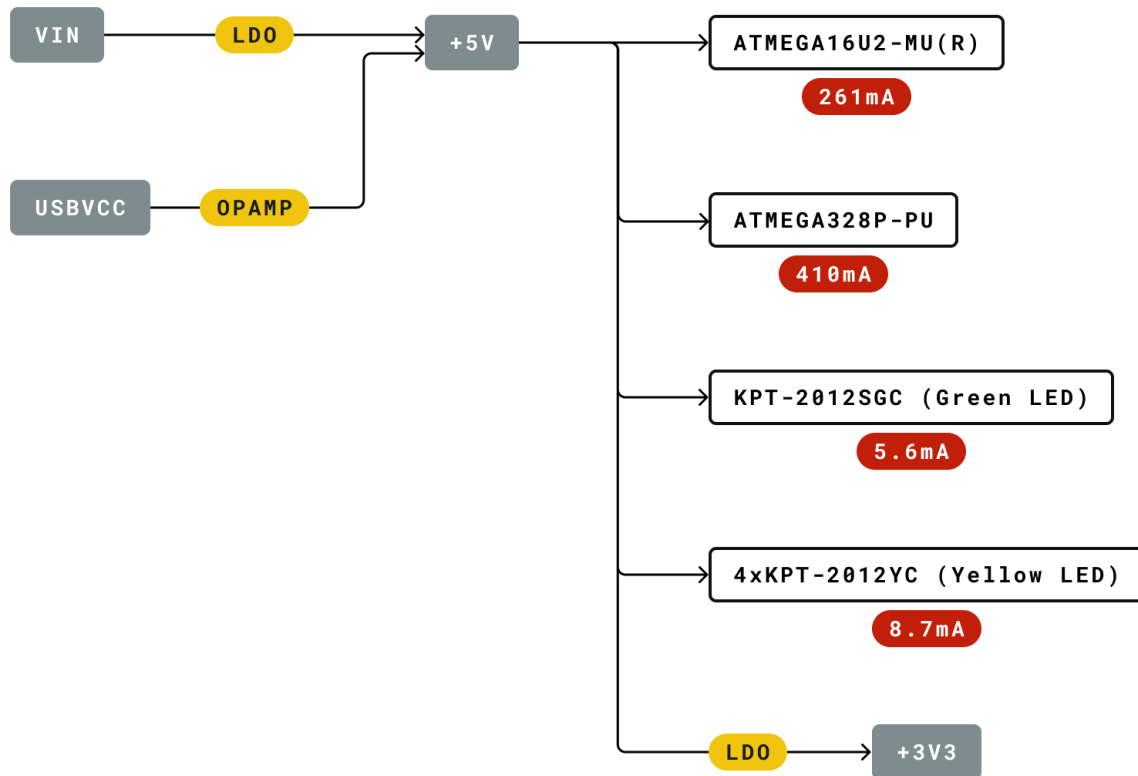 VIN
LDO
+5V
ATMEGA16U2-MU(R)
261mA
USBVCC
OPAMP
ATMEGA328P-PU
410mA
KPT-2012SGC (Green LED)
5.6mA
4xKPT-2012YC (Yellow LED)
8.7mA
LDO
+3V3